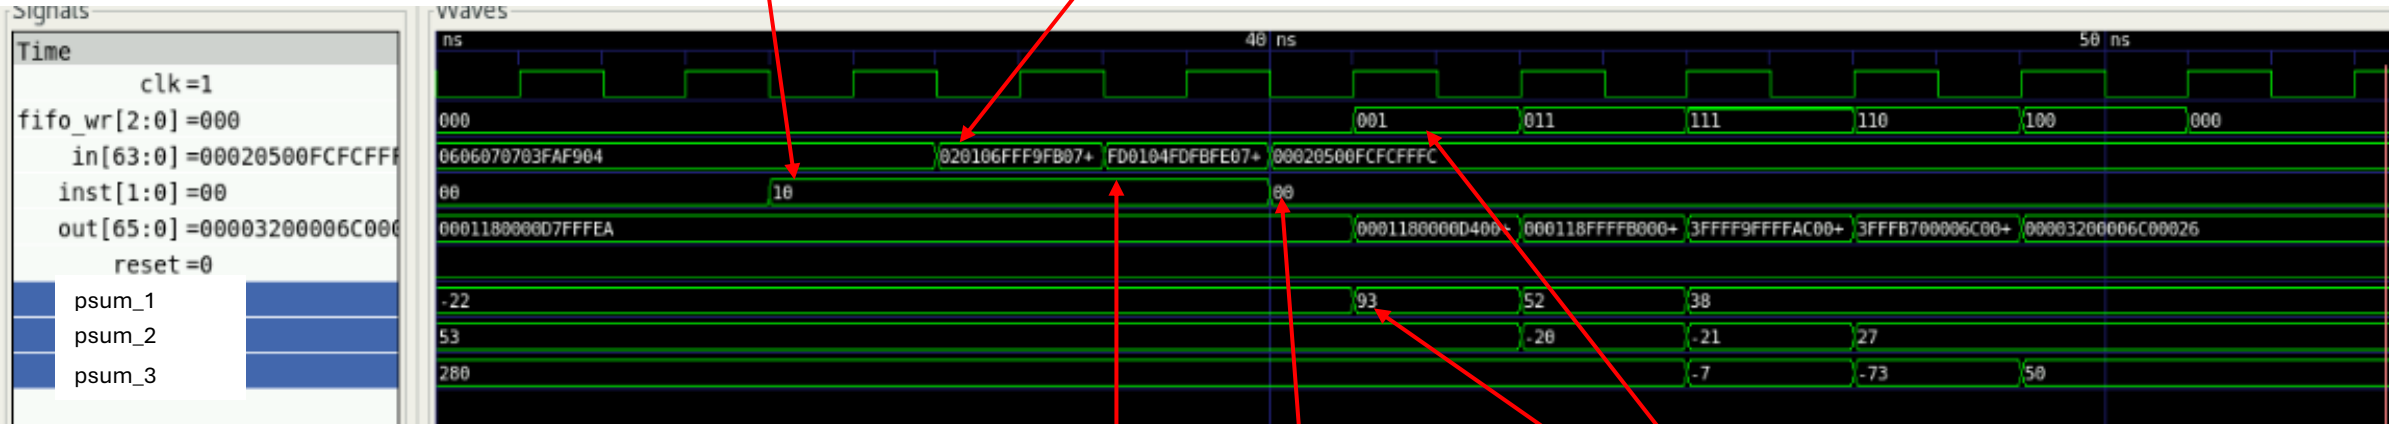 Signals
Waves
Time
ns 40 ns 50 ns
clk=1
fifo_wr[2:0]=000 000 001 011 111 110 100 000
in[63:0]=00020500FCFCFFF 0606070703FAF904 020106FFF9FB07+ FD0104FDFBFE07+ 00020500FCFCFFFC
inst[1:0]=00 00 10 00
out[65:0]=00003200006C000 0001180000D7FFFEA 0001180000D400+ 000118FFFFB000+ 3FFFF9FFFFAC00+ 3FFFB700006C00+ 00003200006C00026
reset=0
psum_1 -22 93 52 38
psum_2 53 -20 -21 27
psum_3 280 -7 -73 50